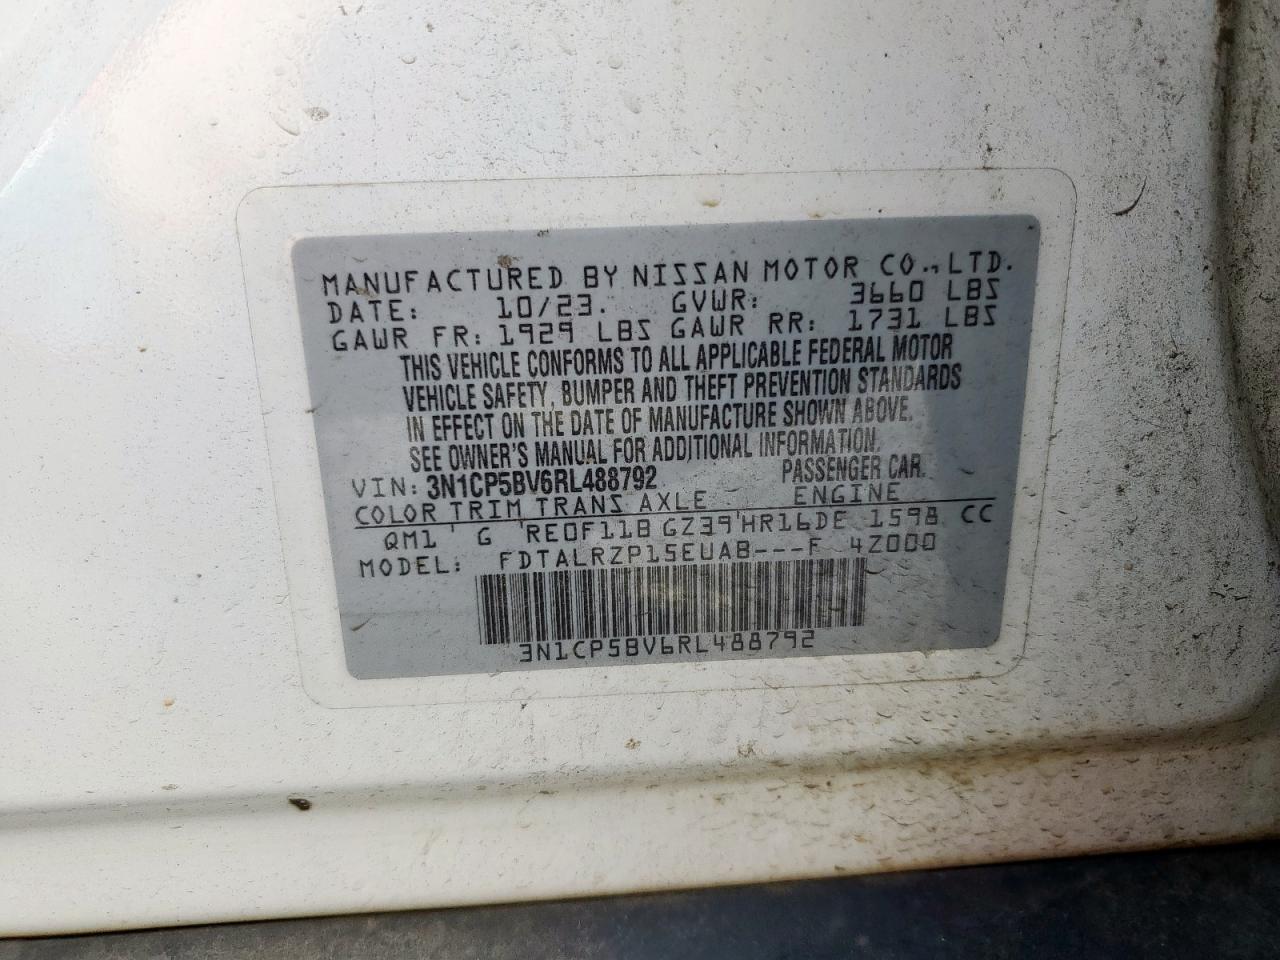 MANUFACTURED BY NISSAN MOTOR CO., LTD.
DATE: 10/23. GVWR: 3660 LBS
GAWR FR: 1929 LBS GAWR RR: 1731 LBS
THIS VEHICLE CONFORMS TO ALL APPLICABLE FEDERAL MOTOR
VEHICLE SAFETY, BUMPER AND THEFT PREVENTION STANDARDS
IN EFFECT ON THE DATE OF MANUFACTURE SHOWN ABOVE.
SEE OWNER'S MANUAL FOR ADDITIONAL INFORMATION.
VIN: 3N1CP5BV6RL488792 PASSENGER CAR.
COLOR TRIM TRANS AXLE ENGINE
QM1 ' G ' RE0F11B GZ39'HR16DE 1598 CC
MODEL: FDTALRZP15EUAB---F 4Z000
3N1CP5BV6RL488792